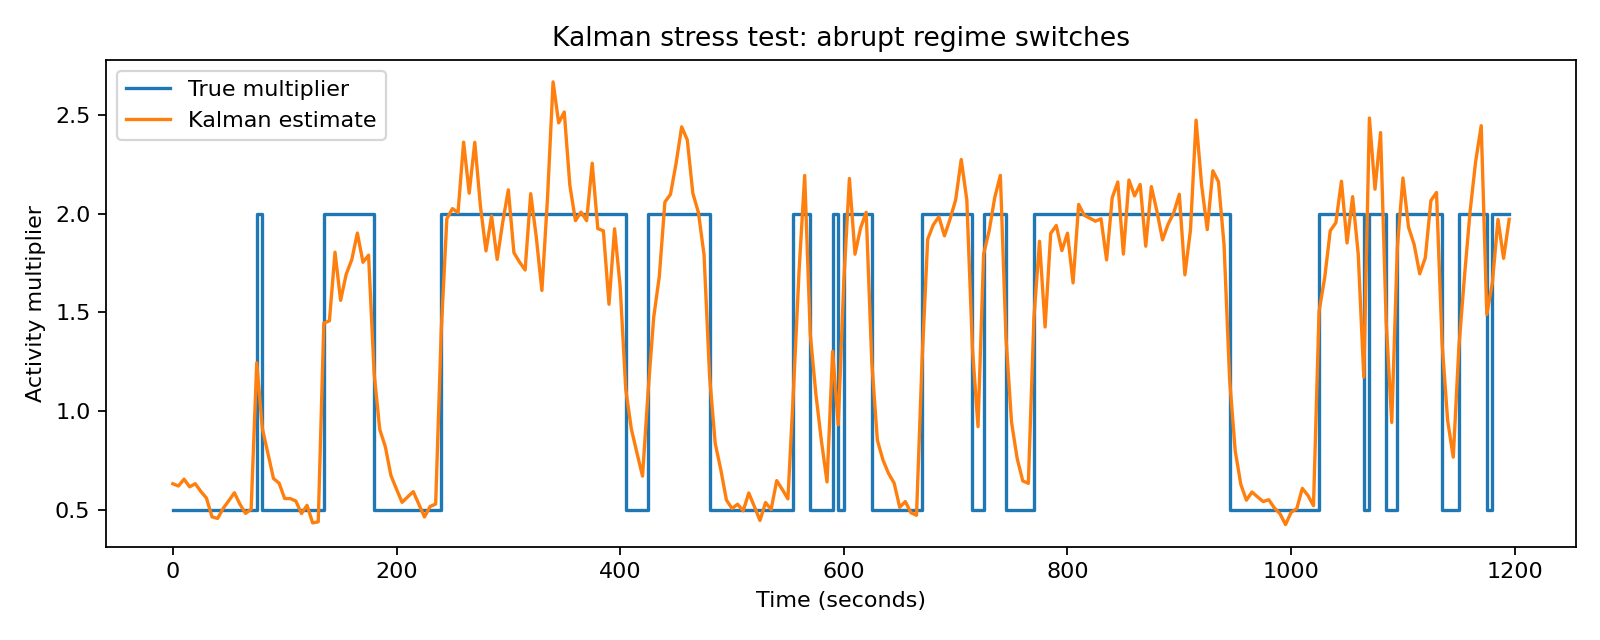 Kalman stress test: abrupt regime switches
True multiplier
Kalman estimate
Activity multiplier
2.5
2.0
1.5
1.0
0.5
0 200 400 600 800 1000 1200
Time (seconds)